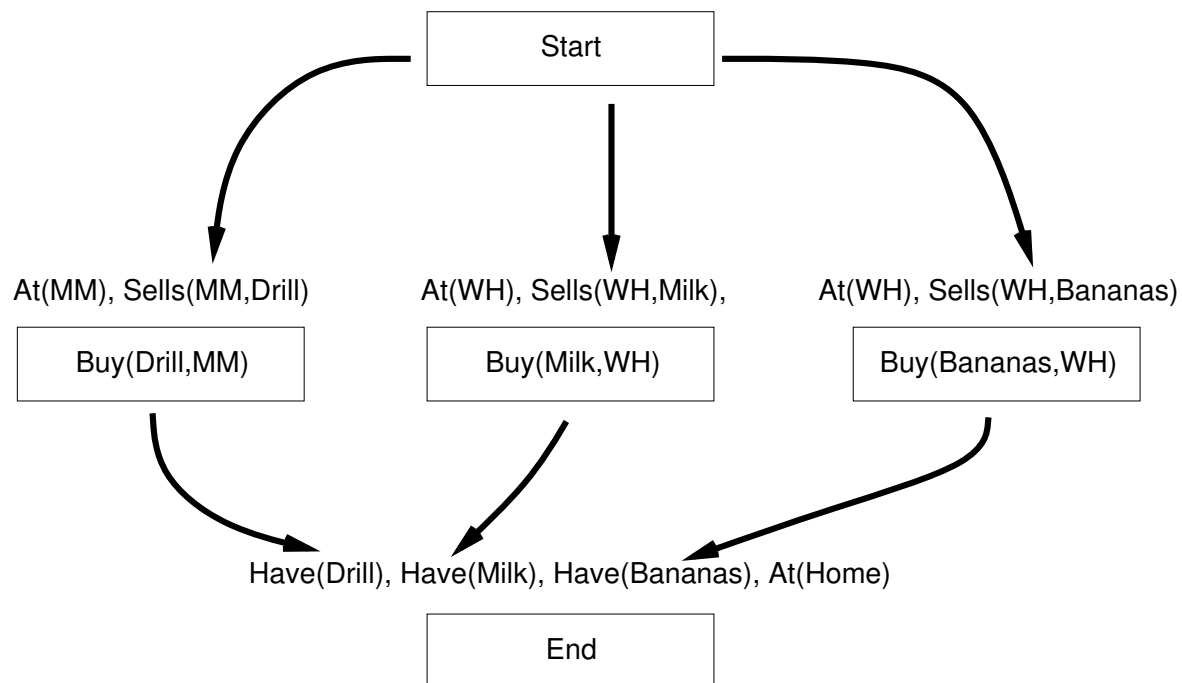 Start
At(MM), Sells(MM,Drill)
At(WH), Sells(WH,Milk),
At(WH), Sells(WH,Bananas)
Buy(Drill,MM)
Buy(Milk,WH)
Buy(Bananas,WH)
Have(Drill), Have(Milk), Have(Bananas), At(Home)
End